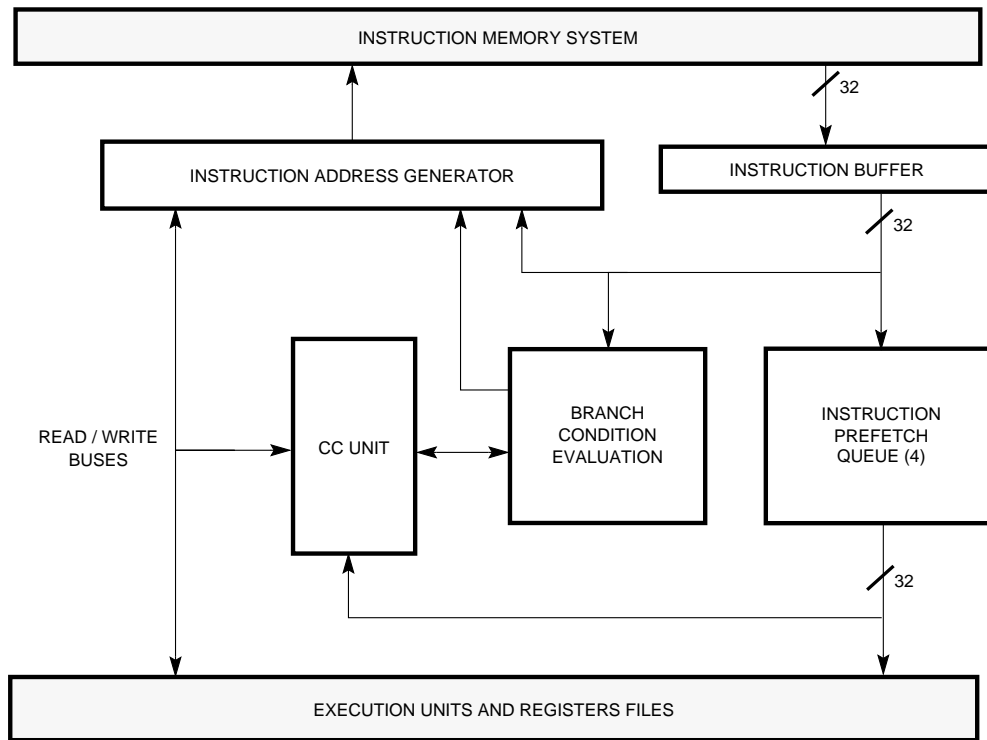 INSTRUCTION MEMORY SYSTEM
32
INSTRUCTION ADDRESS GENERATOR
INSTRUCTION BUFFER
32
READ / WRITE
BUSES
CC UNIT
BRANCH
CONDITION
EVALUATION
INSTRUCTION
PREFETCH
QUEUE (4)
32
EXECUTION UNITS AND REGISTERS FILES